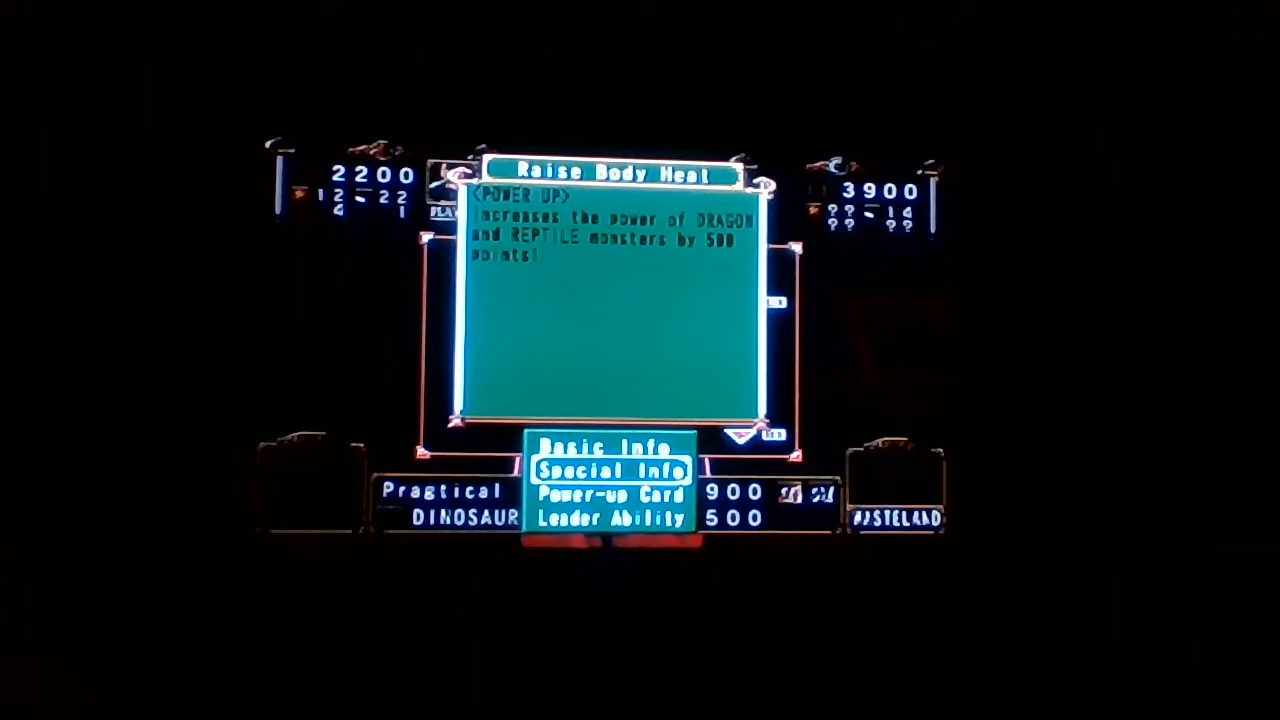 Raise Body Heat
2200
3900
<POWER UP>
12 22
?? 14
Increases the power of DRAGON
4 1
?? ??
and REPTILE monsters by 500
points!
Basic Info
Special Info
Pragtical
Power-up Card
900
DINOSAUR
Leader Ability
500
WASTELAND